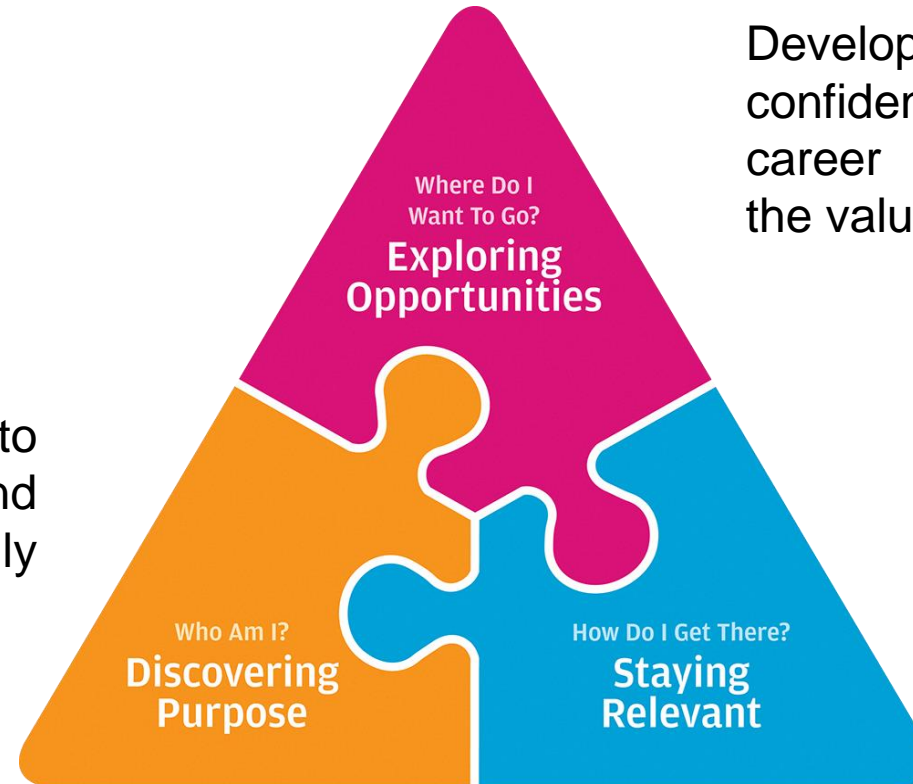 Where Do I
Want To Go?
Exploring
Opportunities
the
career
to
Who Am I?
Discovering
Purpose
How Do I Get There?
Staying
Relevant